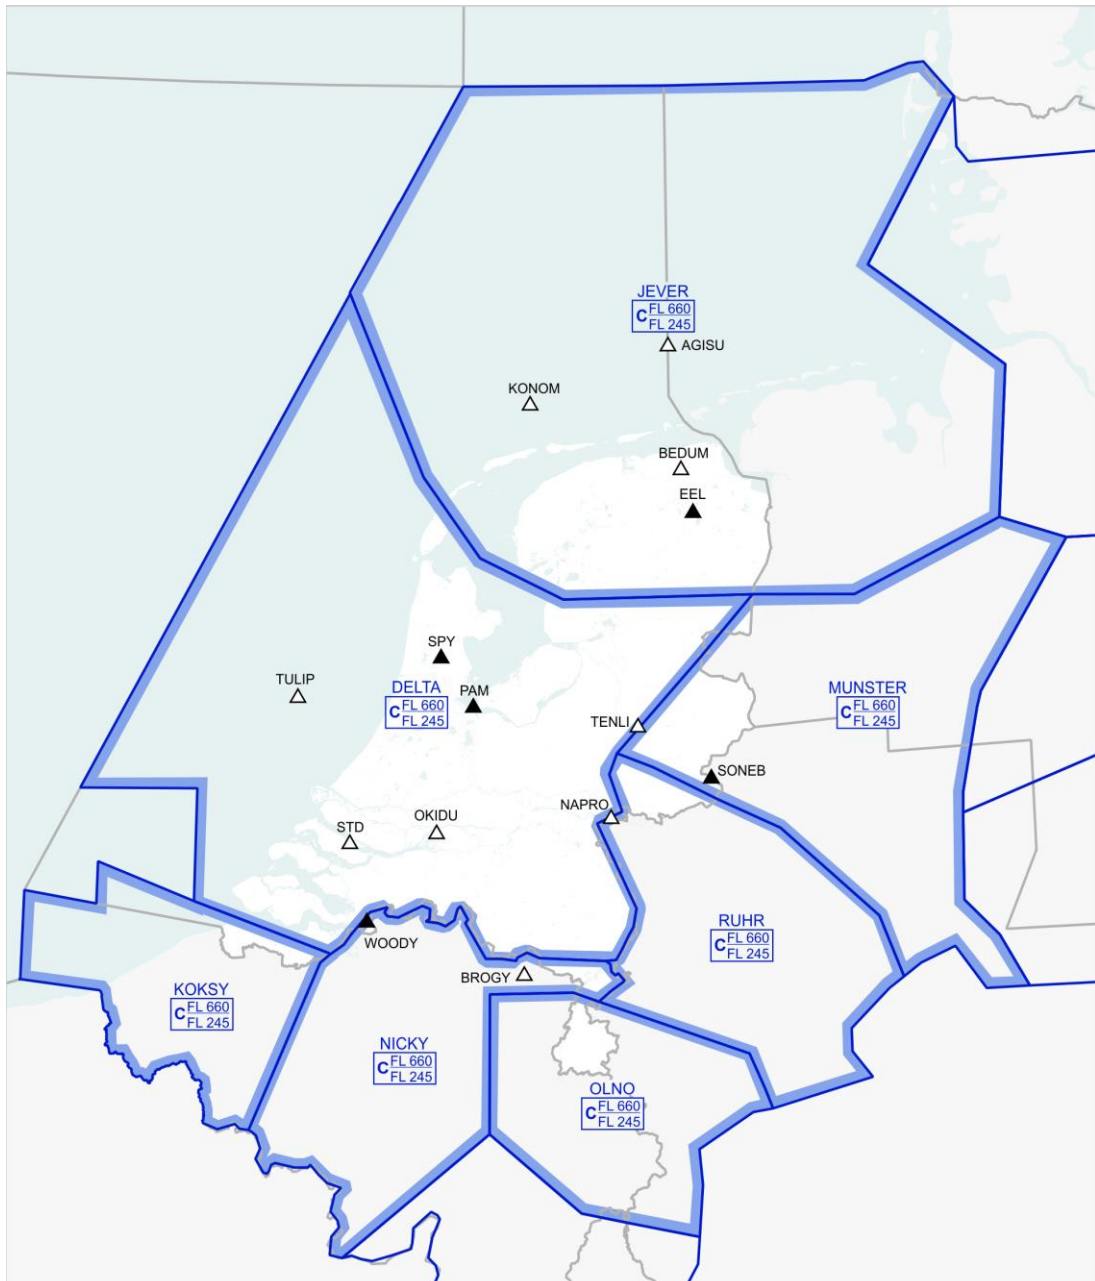 JEVER
C FL 660
FL 245
AGISU
KONOM
BEDUM
EEL
SPY
TULIP
DELTA
C FL 660
FL 245
PAM
MUNSTER
C FL 660
FL 245
TENLI
SONEB
NAPRO
STD
OKIDU
RUHR
C FL 660
FL 245
WOODY
BROGY
KOKSY
C FL 660
FL 245
NICKY
C FL 660
FL 245
OLNO
C FL 660
FL 245